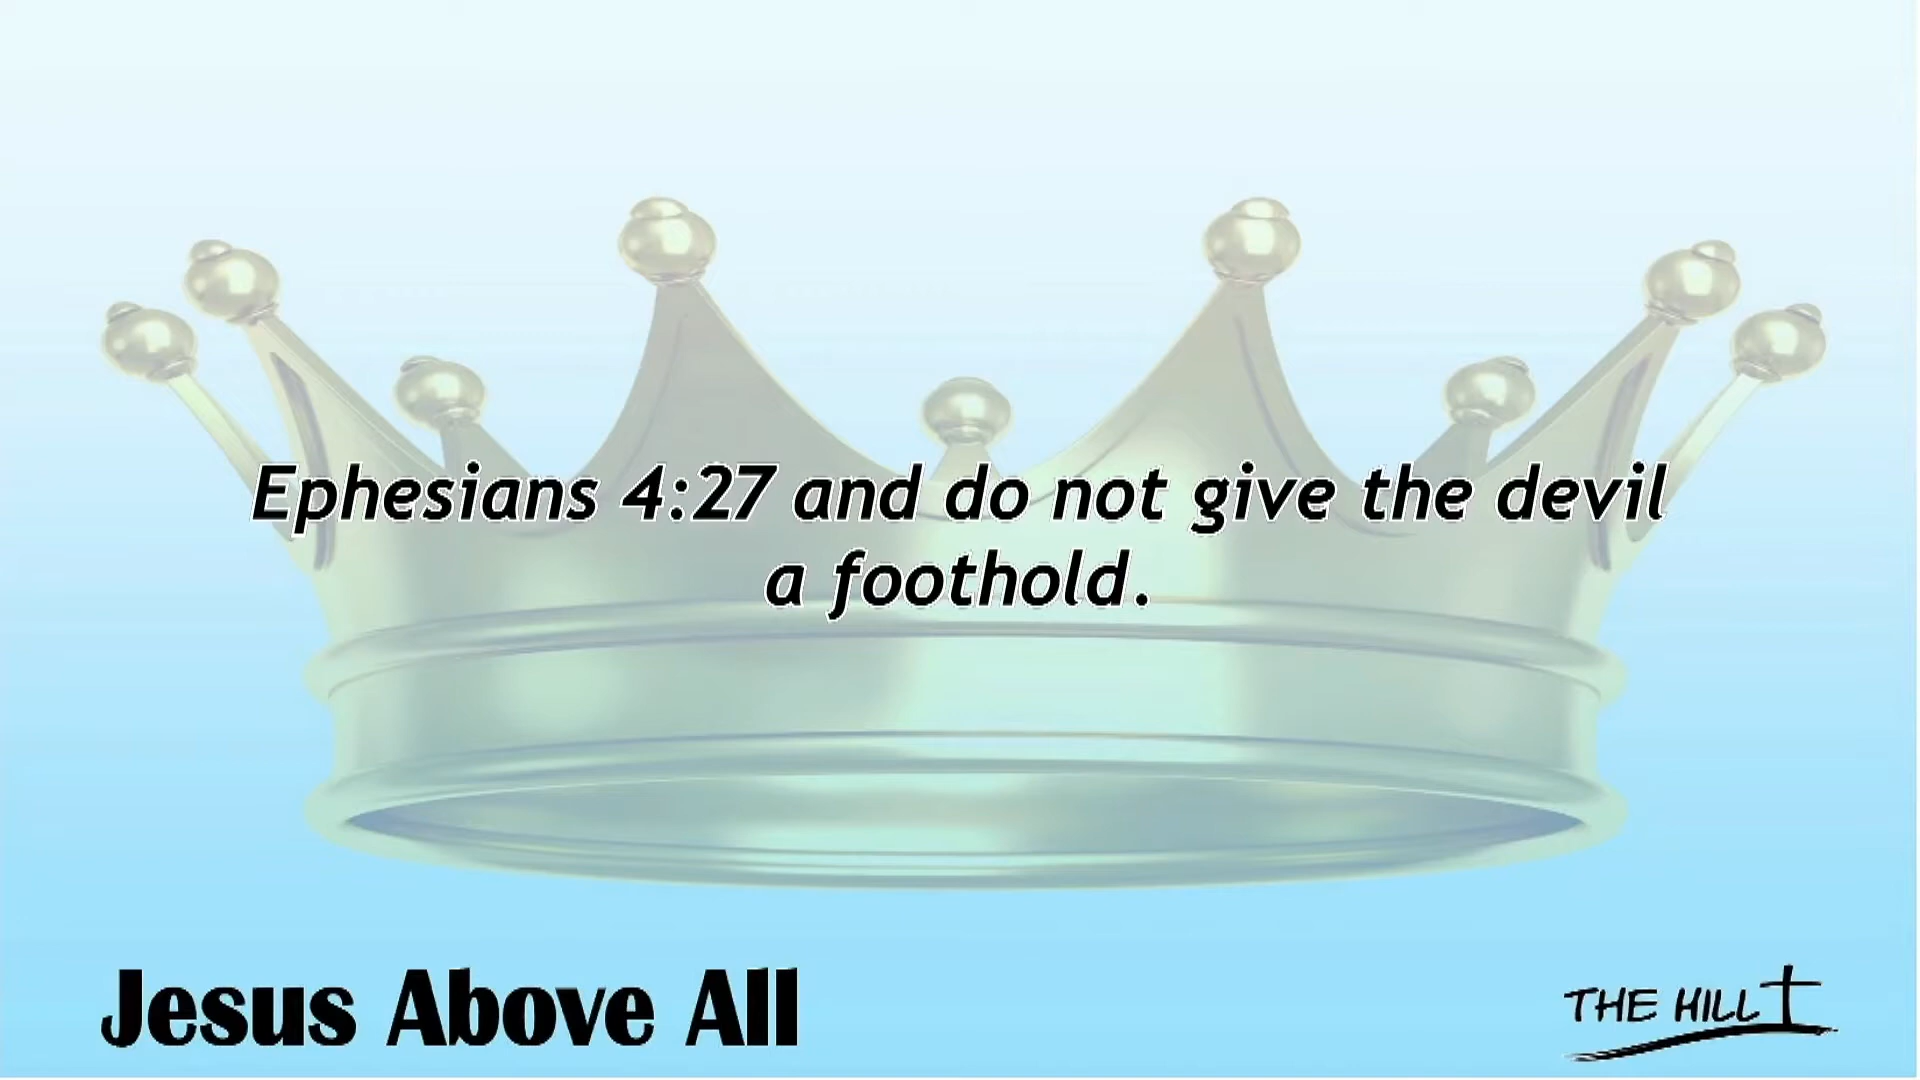 Ephesians 4:27 and do not give the devil
a foothold.
Jesus Above All
THE HILL